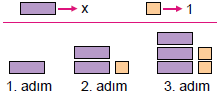 x 1
1. adım 2. adım 3. adım